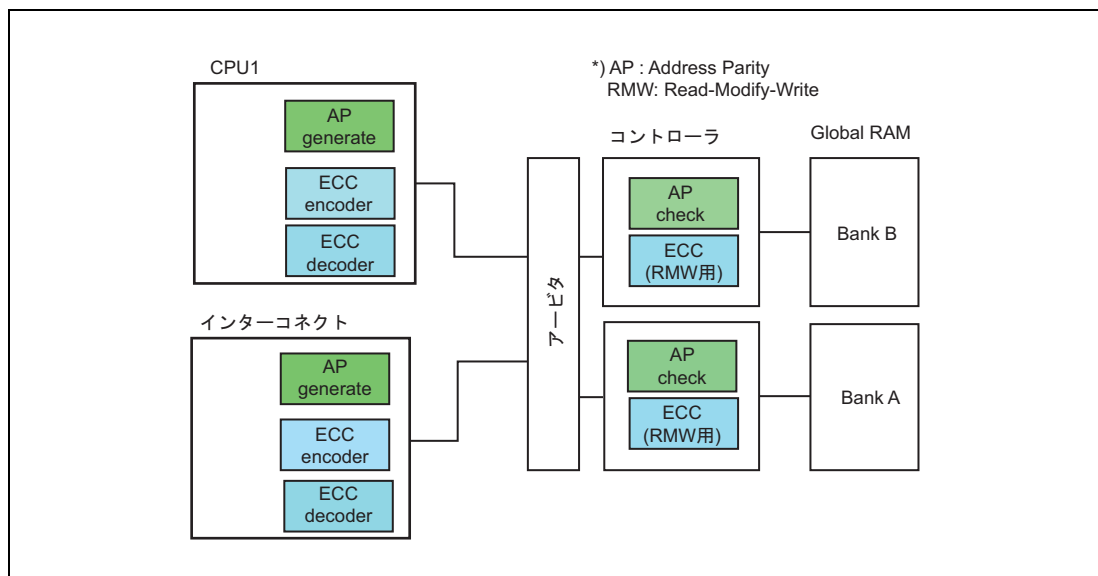 CPU1
AP
generate
ECC
encoder
ECC
decoder
インターコネクト
AP
generate
ECC
encoder
ECC
decoder
アービタ
*) AP : Address Parity
RMW: Read-Modify-Write
コントローラ
AP
check
ECC
(RMW用)
AP
check
ECC
(RMW用)
Global RAM
Bank B
Bank A